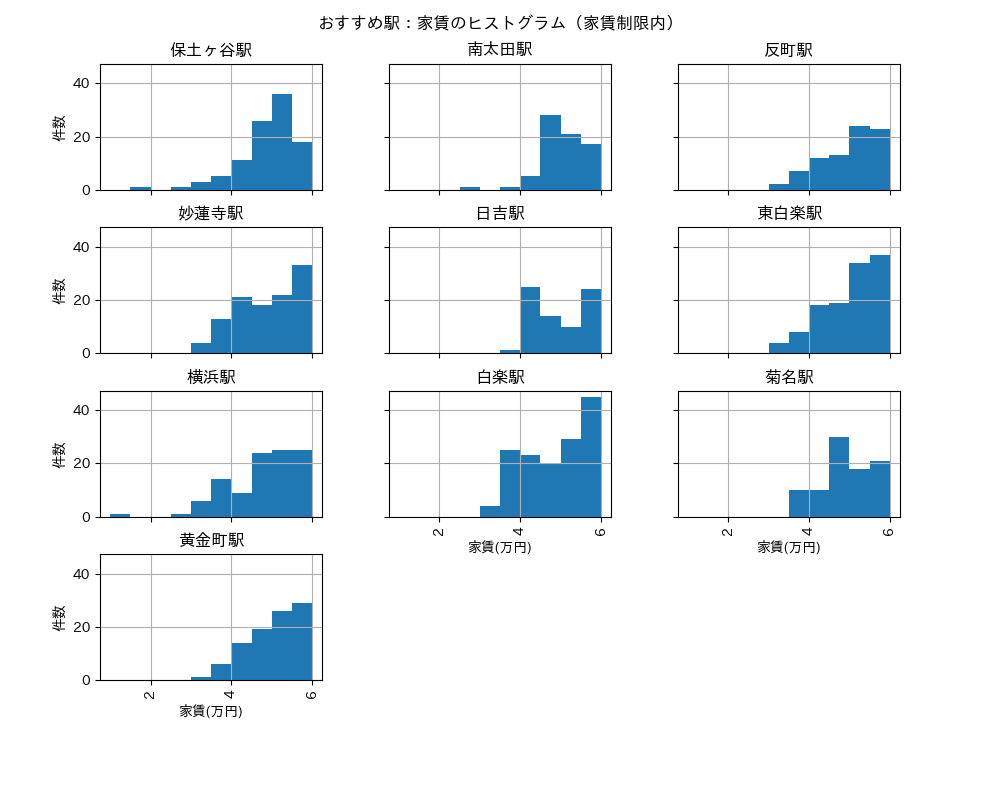 おすすめ駅：家賃のヒストグラム（家賃制限内）
保土ヶ谷駅 南太田駅 反町駅
40
件数
20
0
妙蓮寺駅 日吉駅 東白楽駅
40
件数
20
0
横浜駅 白楽駅 菊名駅
40
件数
20
0
2 4 6 2 4 6
家賃(万円) 家賃(万円)
黄金町駅
40
件数
20
0
2 4 6
家賃(万円)